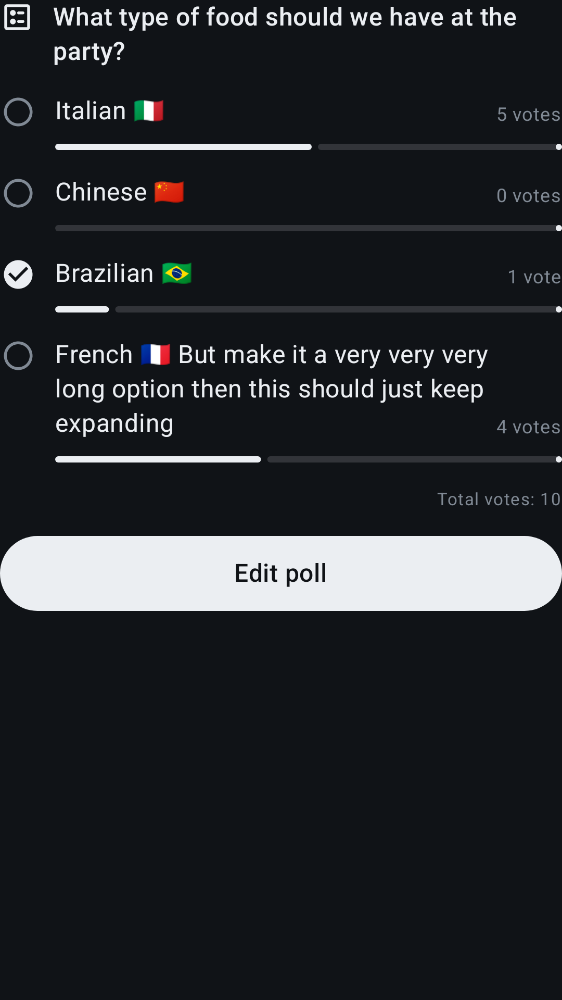 What type of food should we have at the
party?
Italian 🇮🇹 5 votes
Chinese 🇨🇳 0 votes
Brazilian 🇧🇷 1 vote
French 🇫🇷 But make it a very very very
long option then this should just keep
expanding 4 votes
Total votes: 10
Edit poll